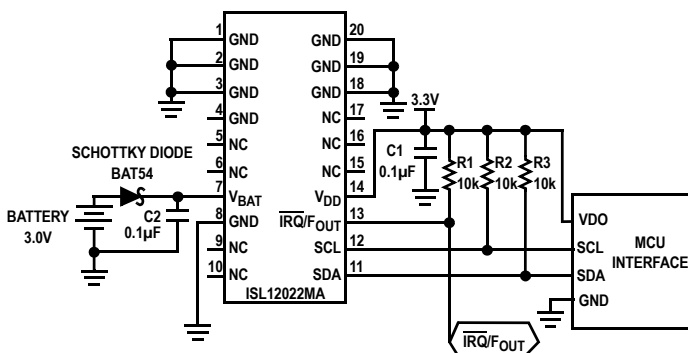 1 GND
2 GND
3 GND
4 GND
5 NC
6 NC
7 VBAT
8 GND
9 NC
10 NC
GND 20
GND 19
GND 18
NC 17
NC 16
NC 15
VDD 14
IRQ/FOUT 13
SCL 12
SDA 11
ISL12022MA
SCHOTTKY DIODE
BAT54
BATTERY
3.0V
C2
0.1µF
3.3V
C1
0.1µF
R1
10k
R2
10k
R3
10k
VDO
SCL
SDA
GND
MCU
INTERFACE
IRQ/FOUT